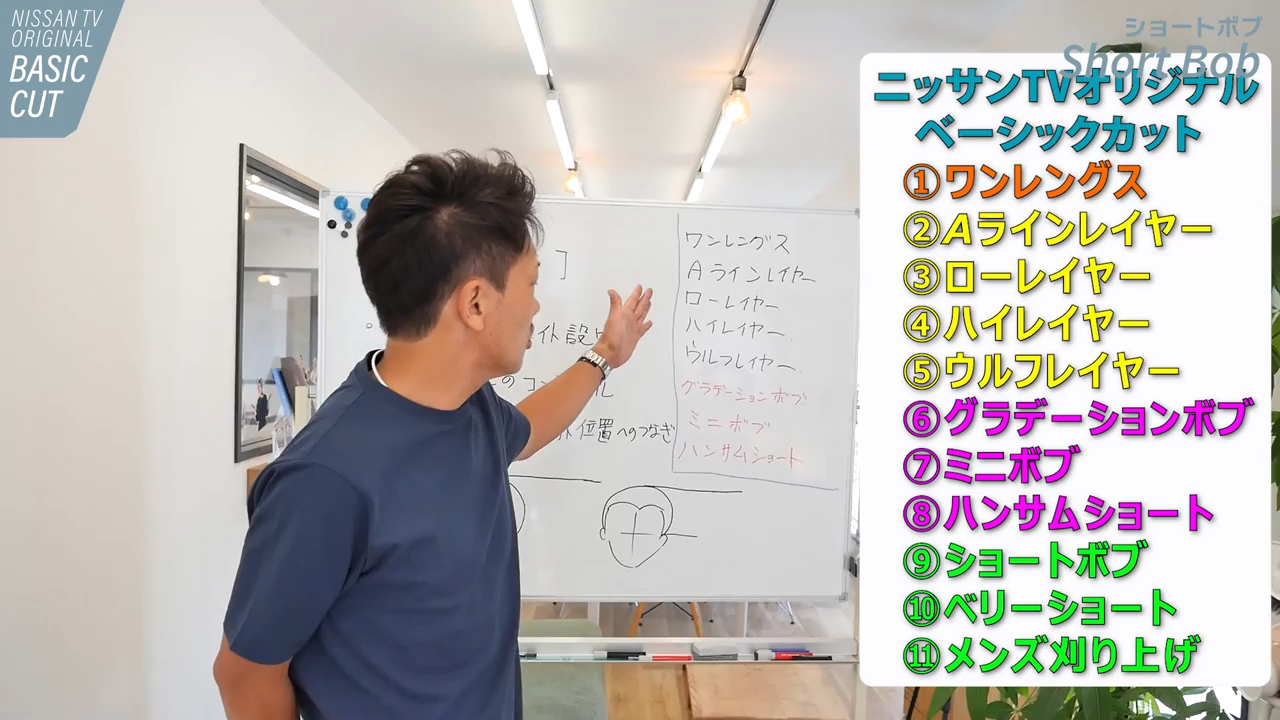 NISSAN TV
ORIGINAL
BASIC
CUT
ショートボブ
Short Bob
ニッサンTVオリジナル
ベーシックカット
①ワンレングス
②Aラインレイヤー
③ローレイヤー
④ハイレイヤー
⑤ウルフレイヤー
⑥グラデーションボブ
⑦ミニボブ
⑧ハンサムショート
⑨ショートボブ
⑩ベリーショート
⑪メンズ刈り上げ
]
イト設
のコン
位置へのつなぎ
ワンレングス
Aラインレイヤー
ローレイヤー
ハイレイヤー
ウルフレイヤー
グラデーションボブ
ミニボブ
ハンサムショート